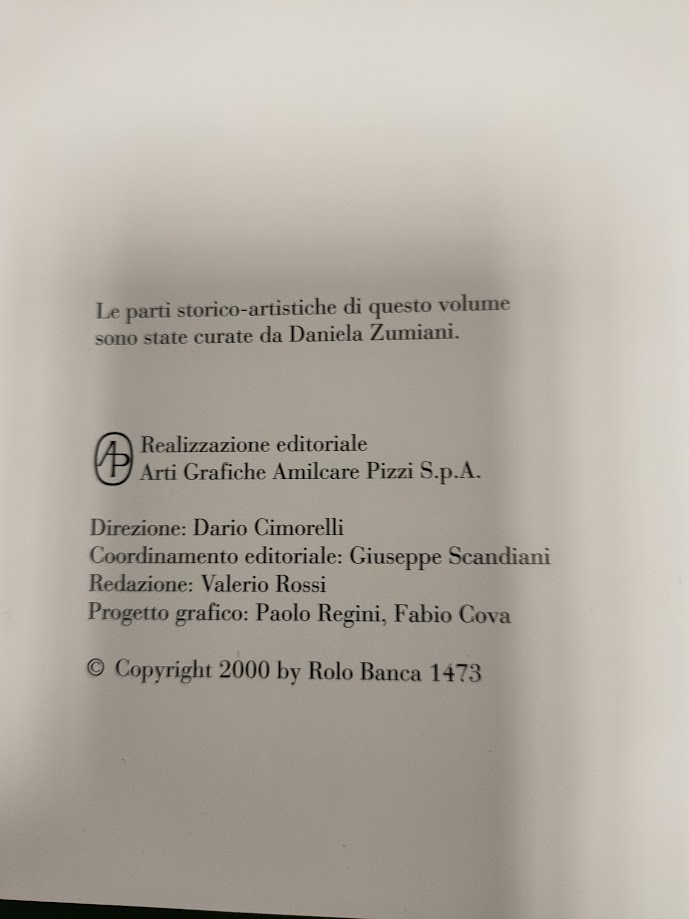 Le parti storico-artistiche di questo volume
sono state curate da Daniela Zumiani.
AP
Realizzazione editoriale
Arti Grafiche Amilcare Pizzi S.p.A.
Direzione: Dario Cimorelli
Coordinamento editoriale: Giuseppe Scandiani
Redazione: Valerio Rossi
Progetto grafico: Paolo Regini, Fabio Cova
© Copyright 2000 by Rolo Banca 1473